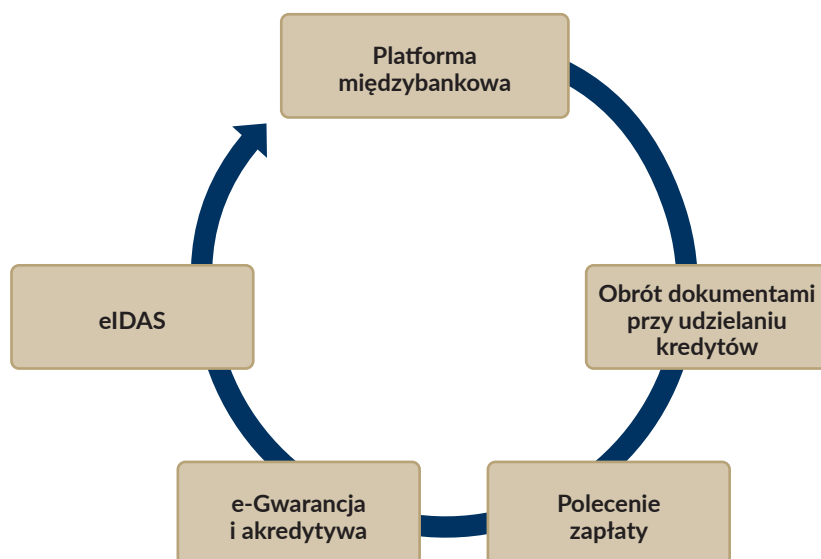 Platforma
międzybankowa
Obrót dokumentami
przy udzielaniu
kredytów
Polecenie
zapłaty
e-Gwarancja
i akredytywa
eIDAS